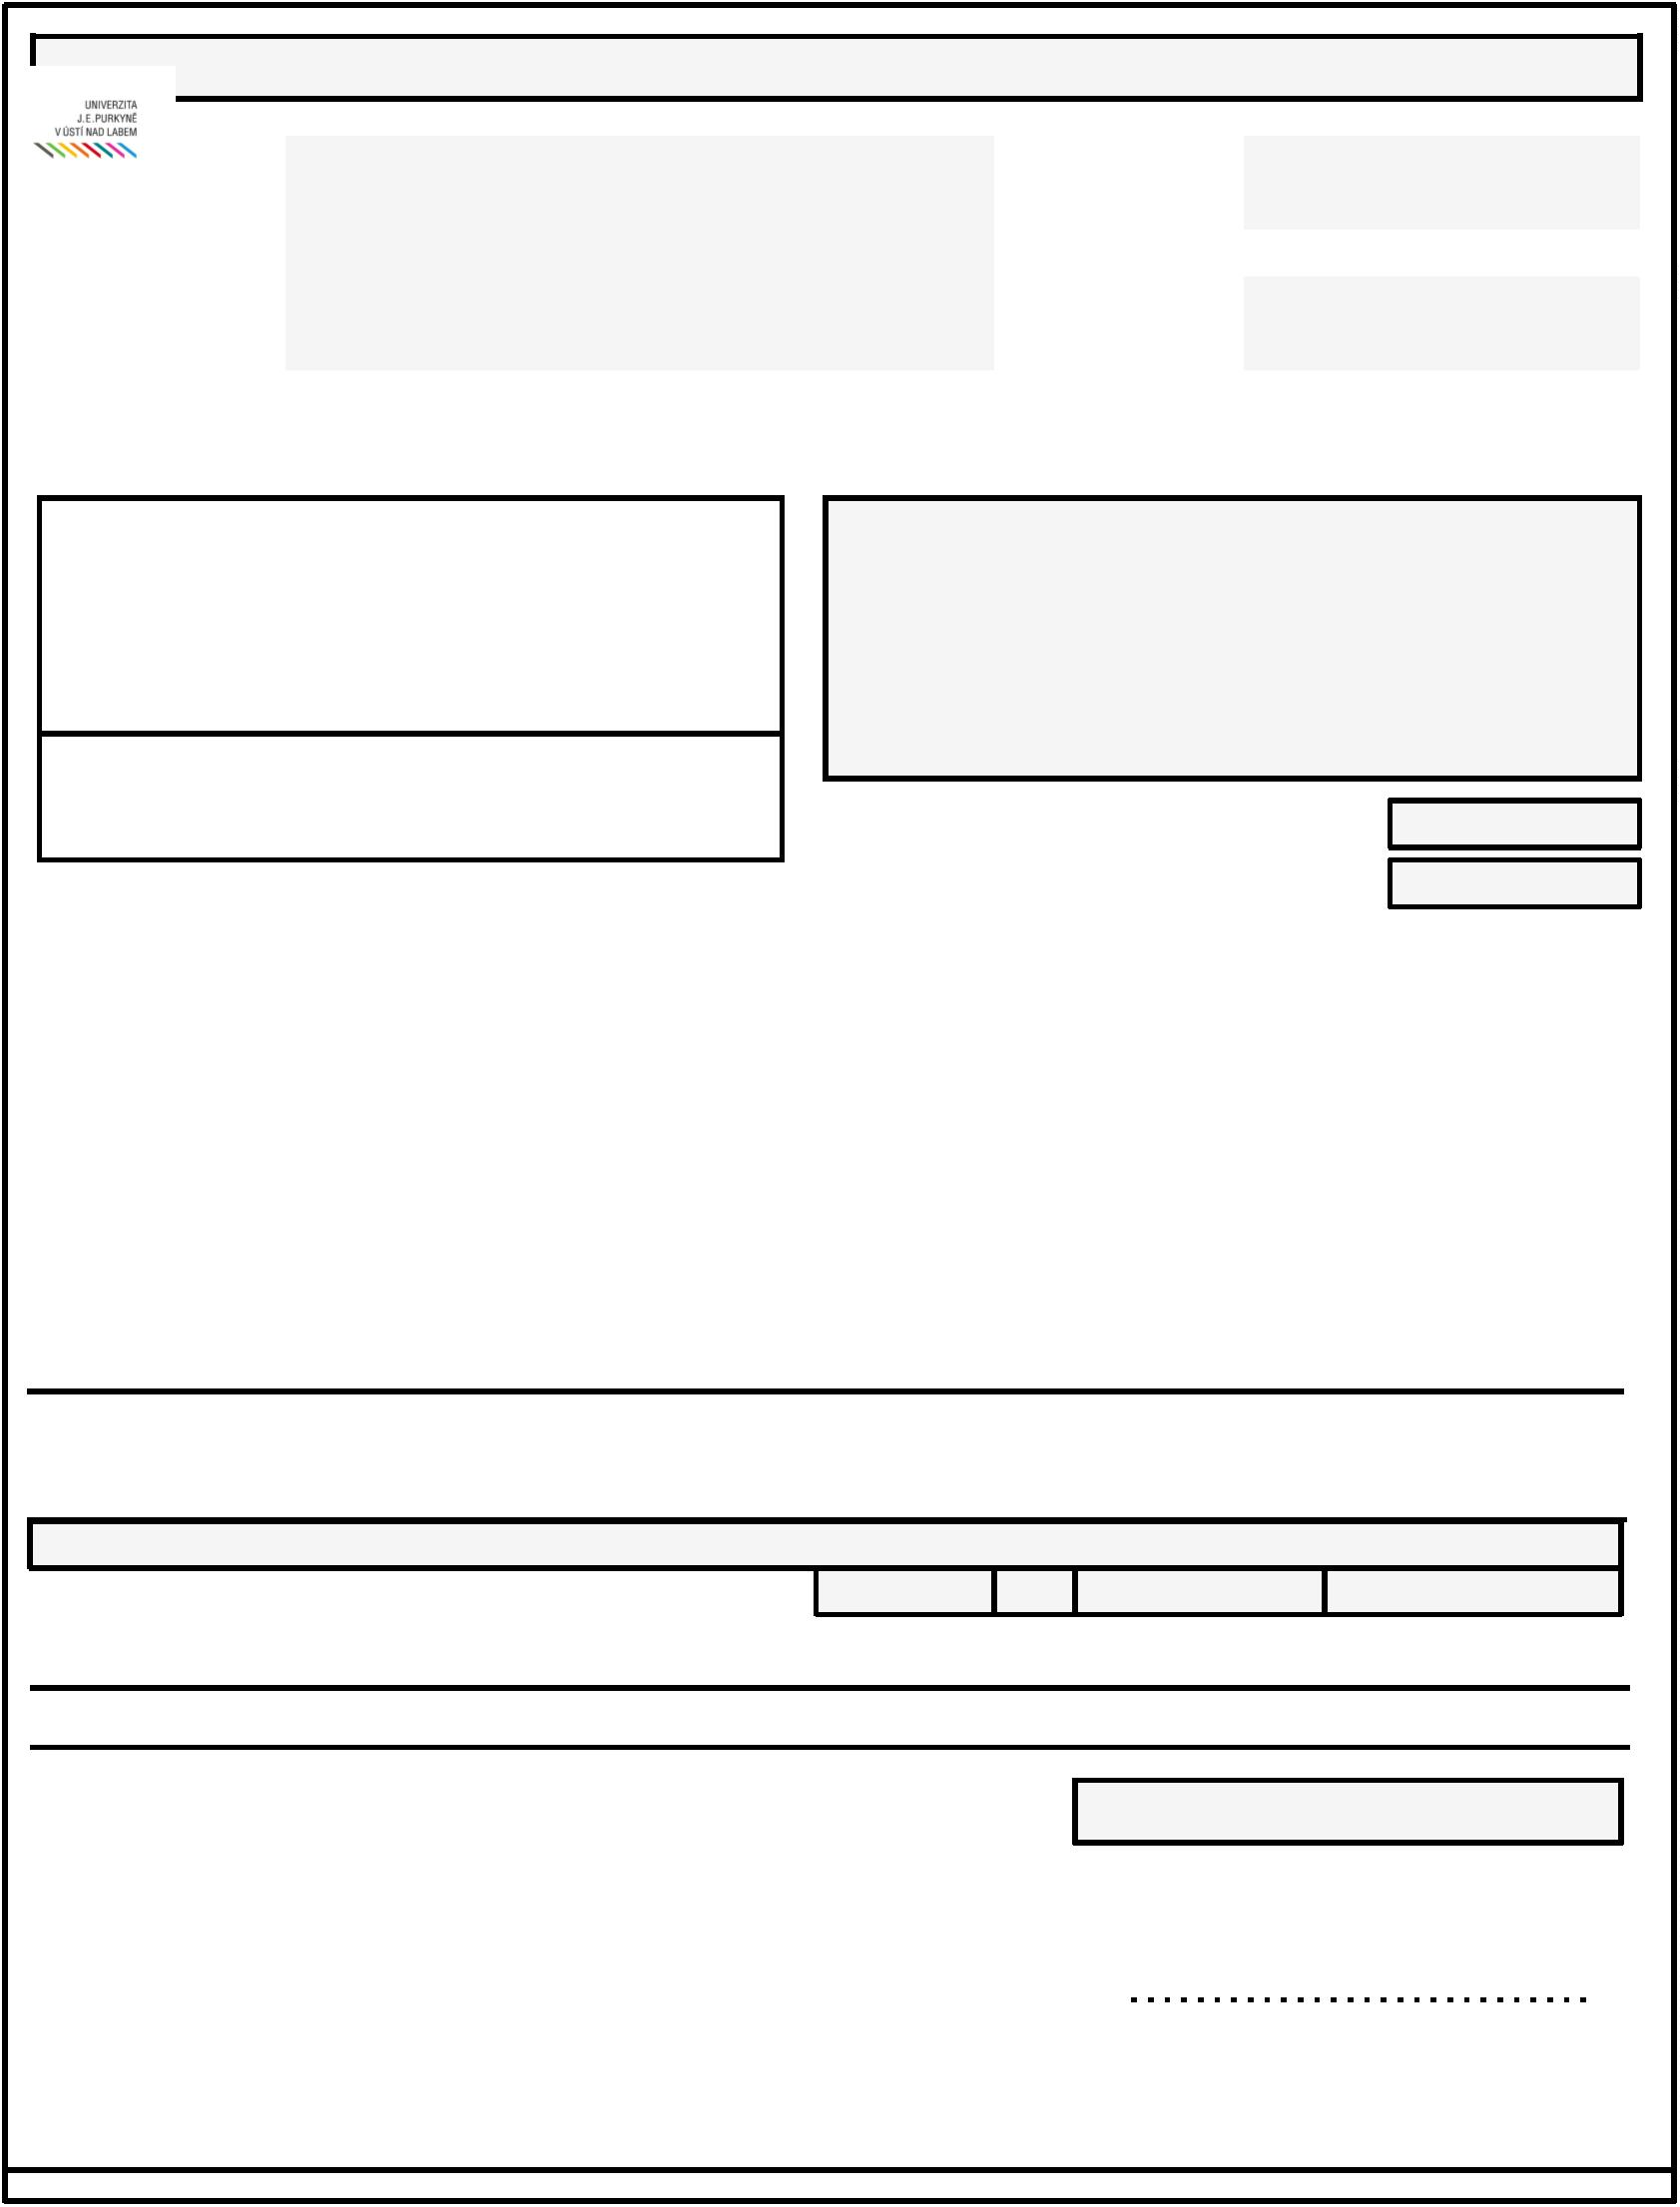 UNIVERZITA
J. E. PURKYNĚ
V ÚSTÍ NAD LABEM